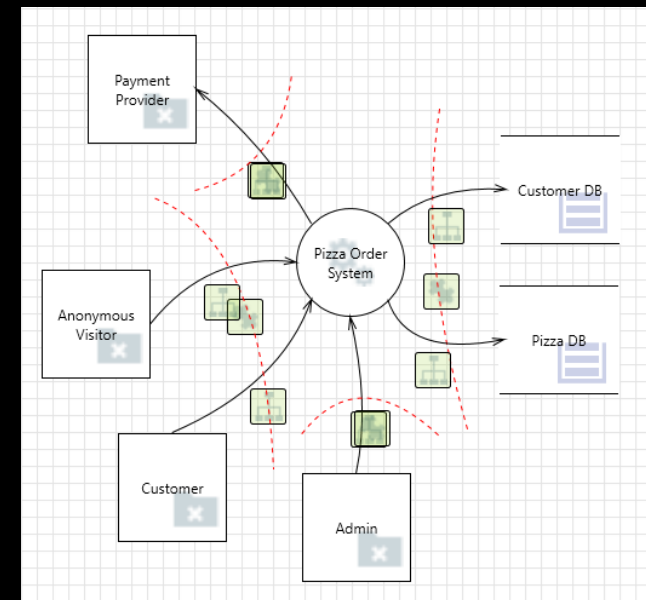 Payment
Provider
Customer DB
Pizza Order
System
Anonymous
Visitor
Pizza DB
Customer
Admin